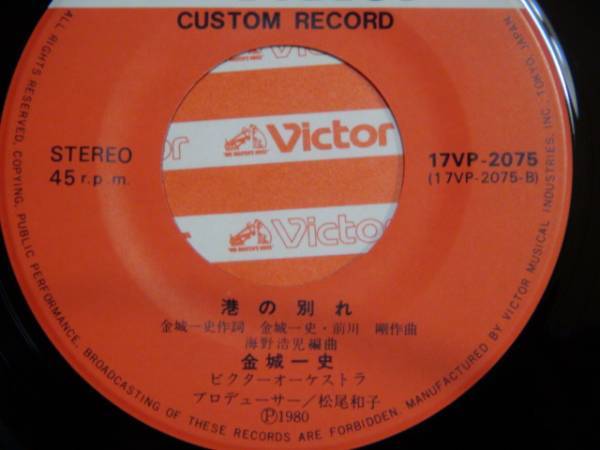 CUSTOM RECORD
Victor
"HIS MASTER'S VOICE"
Victor
STEREO
45 r.p.m.
17VP-2075
(17VP-2075-B)
港の別れ
金城一史作詞 金城一史・前川 剛作曲
海野浩児編曲
金城一史
ビクターオーケストラ
プロデューサー/松尾和子
Ⓟ1980
ALL RIGHTS RESERVED. COPYING, PUBLIC PERFORMANCE, BROADCASTING OF THESE RECORDS ARE FORBIDDEN. MANUFACTURED BY VICTOR MUSICAL INDUSTRIES, INC. TOKYO, JAPAN